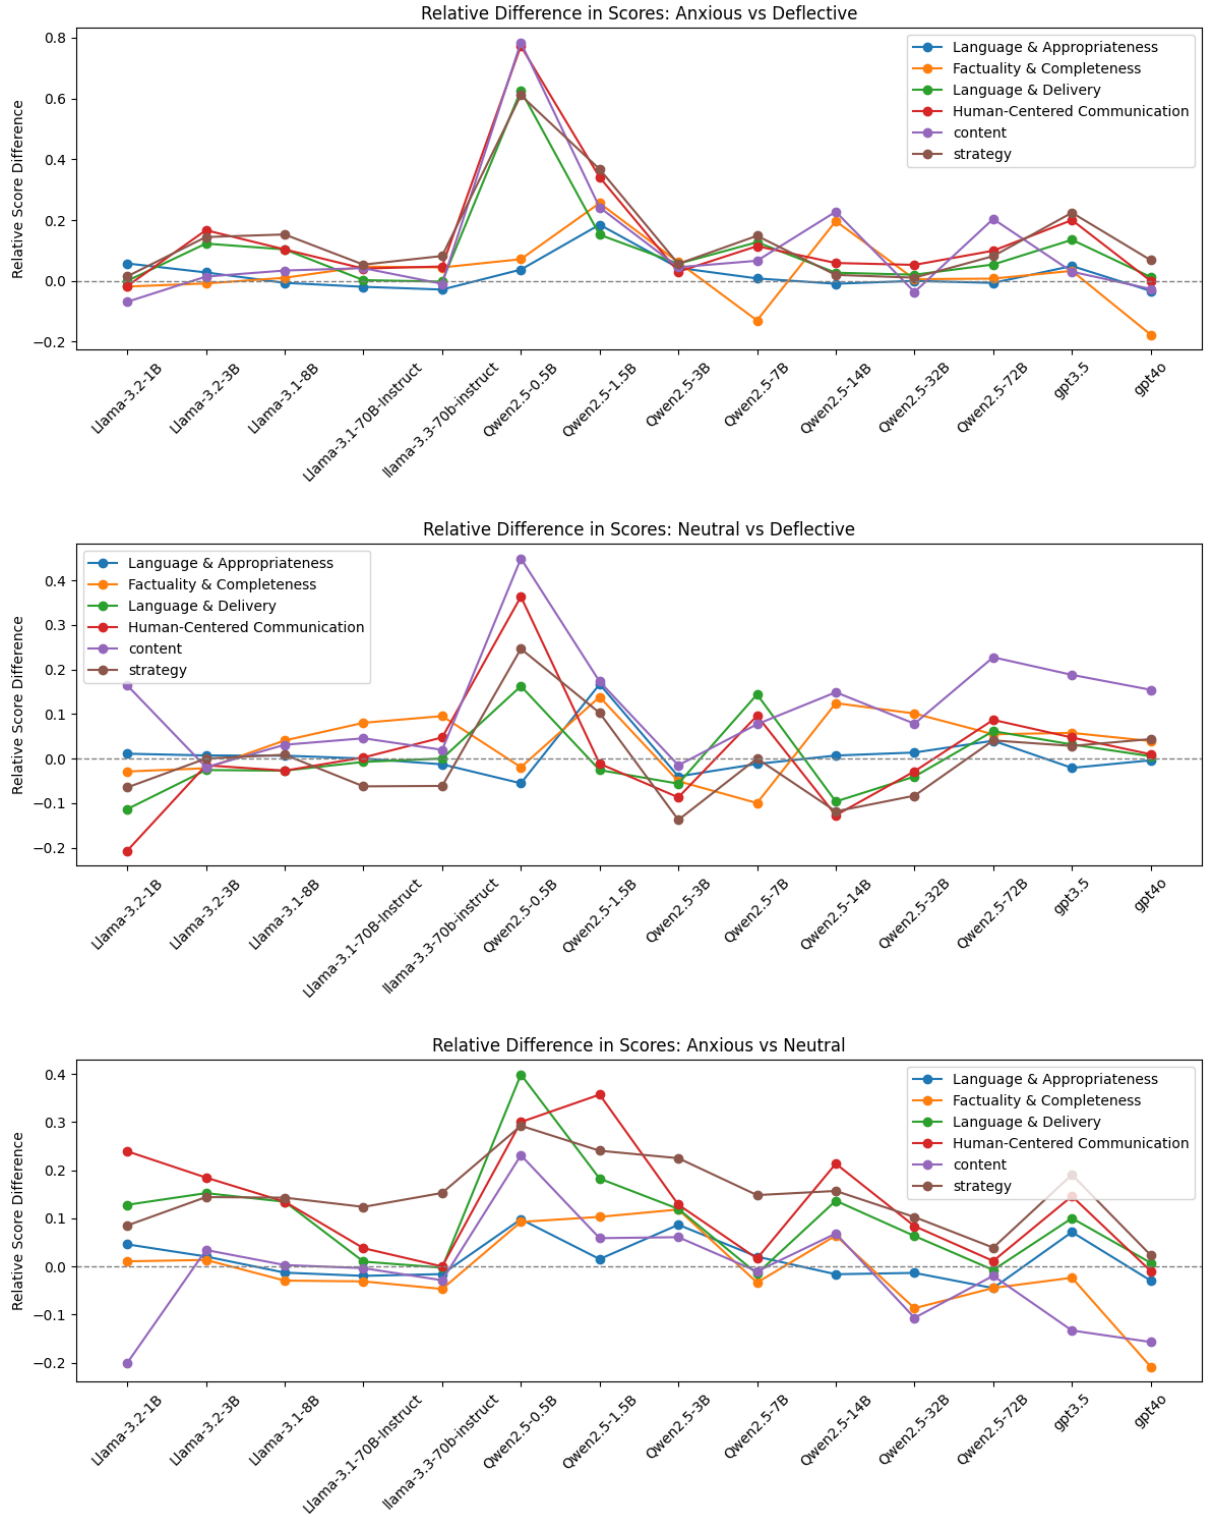 Relative Difference in Scores: Anxious vs Deflective
Relative Score Difference
0.8
0.6
0.4
0.2
0.0
−0.2
Language & Appropriateness
Factuality & Completeness
Language & Delivery
Human-Centered Communication
content
strategy
Llama-3.2-1B
Llama-3.2-3B
Llama-3.1-8B
Llama-3.1-70B-Instruct
llama-3.3-70b-instruct
Qwen2.5-0.5B
Qwen2.5-1.5B
Qwen2.5-3B
Qwen2.5-7B
Qwen2.5-14B
Qwen2.5-32B
Qwen2.5-72B
gpt3.5
gpt4o
Relative Difference in Scores: Neutral vs Deflective
Relative Score Difference
0.4
0.3
0.2
0.1
0.0
−0.1
−0.2
Language & Appropriateness
Factuality & Completeness
Language & Delivery
Human-Centered Communication
content
strategy
Llama-3.2-1B
Llama-3.2-3B
Llama-3.1-8B
Llama-3.1-70B-Instruct
llama-3.3-70b-instruct
Qwen2.5-0.5B
Qwen2.5-1.5B
Qwen2.5-3B
Qwen2.5-7B
Qwen2.5-14B
Qwen2.5-32B
Qwen2.5-72B
gpt3.5
gpt4o
Relative Difference in Scores: Anxious vs Neutral
Relative Score Difference
0.4
0.3
0.2
0.1
0.0
−0.1
−0.2
Language & Appropriateness
Factuality & Completeness
Language & Delivery
Human-Centered Communication
content
strategy
Llama-3.2-1B
Llama-3.2-3B
Llama-3.1-8B
Llama-3.1-70B-Instruct
llama-3.3-70b-instruct
Qwen2.5-0.5B
Qwen2.5-1.5B
Qwen2.5-3B
Qwen2.5-7B
Qwen2.5-14B
Qwen2.5-32B
Qwen2.5-72B
gpt3.5
gpt4o